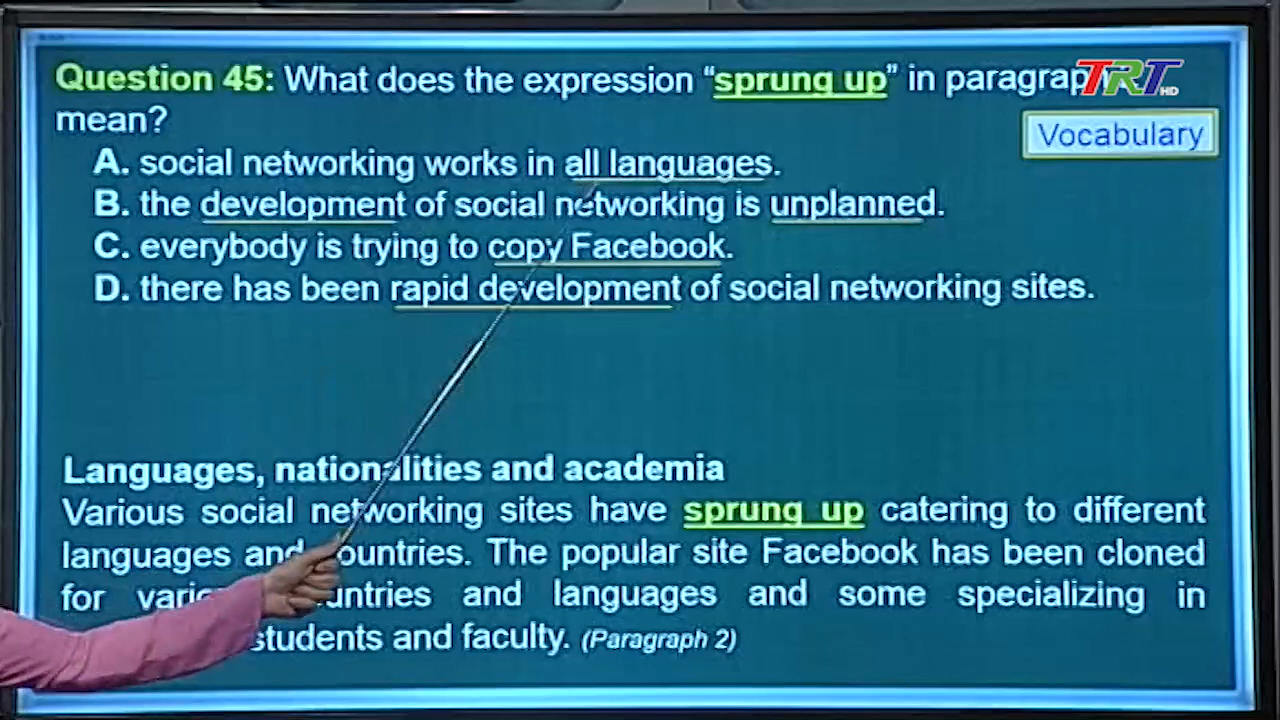 Question 45: What does the expression “sprung up” in
mean?
A. social networking works in all languages.
B. the development of social networking is unplanned.
C. everybody is trying to copy Facebook.
D. there has been rapid development of social networking sites.
TRT HD
Vocabulary
Languages, nationalities and academia
Various social networking sites have sprung up catering to different
languages and countries. The popular site Facebook has been cloned
for and languages and some specializing in
students and faculty. (Paragraph 2)